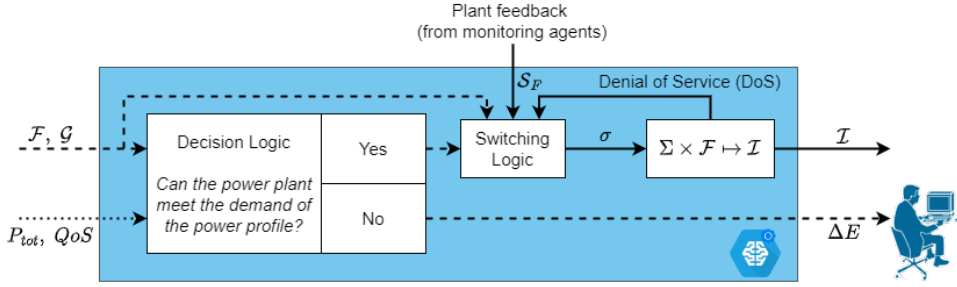 Plant feedback
(from monitoring agents)
𝒮_F
Denial of Service (DoS)
ℱ, 𝒢
Decision Logic
Yes
Switching
Logic
σ
Σ × ℱ ↦ ℐ
ℐ
Can the power plant
meet the demand of
the power profile?
No
P_tot, QoS
ΔE